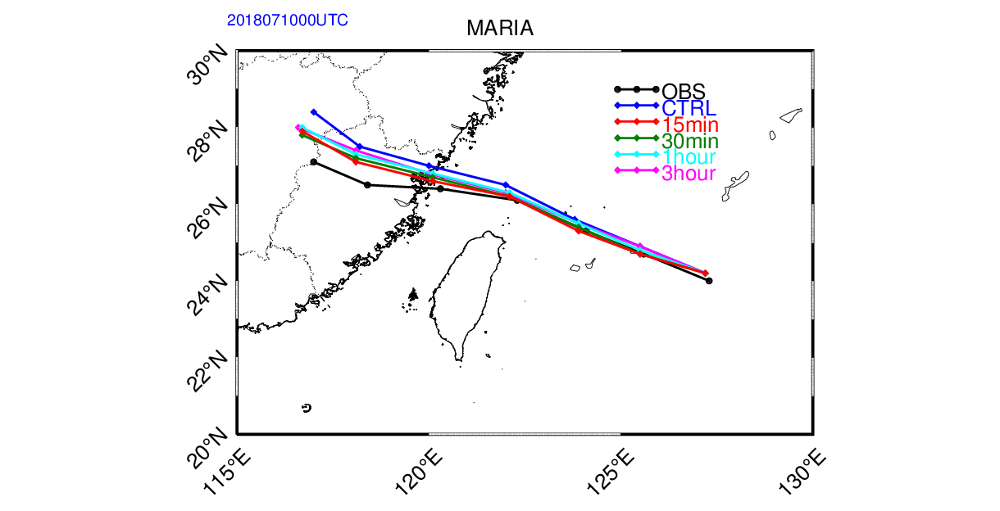 2018071000UTC
MARIA
30°N
28°N
26°N
24°N
22°N
20°N
OBS
CTRL
15min
30min
1hour
3hour
115°E
120°E
125°E
130°E